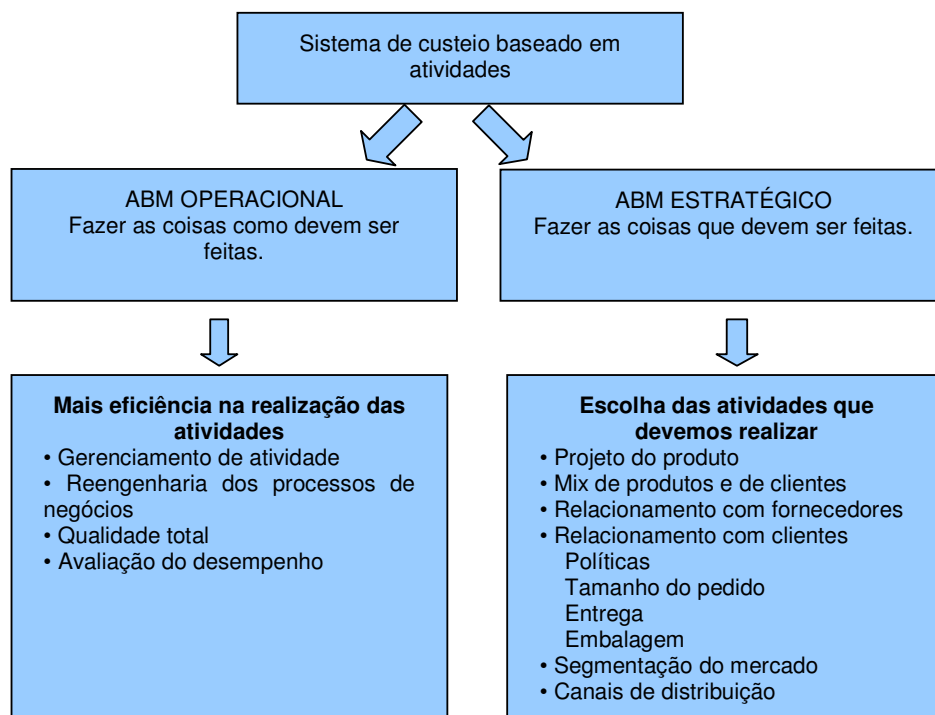 Sistema de custeio baseado em
atividades
ABM OPERACIONAL
Fazer as coisas como devem ser
feitas.
ABM ESTRATÉGICO
Fazer as coisas que devem ser feitas.
Mais eficiência na realização das
atividades
• Gerenciamento de atividade
• Reengenharia dos processos de
negócios
• Qualidade total
• Avaliação do desempenho
Escolha das atividades que
devemos realizar
• Projeto do produto
• Mix de produtos e de clientes
• Relacionamento com fornecedores
• Relacionamento com clientes
Políticas
Tamanho do pedido
Entrega
Embalagem
• Segmentação do mercado
• Canais de distribuição